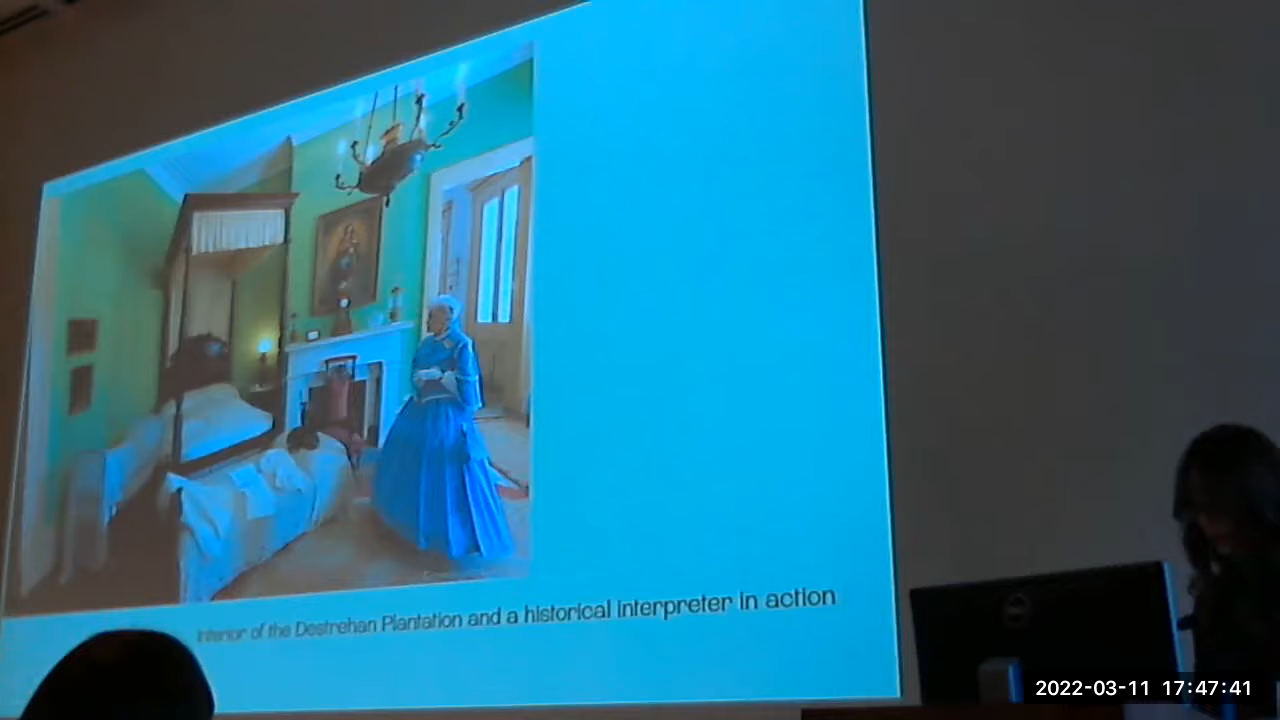 Interior of the Destrehan Plantation and a historical interpreter in action
2022-03-11 17:47:41